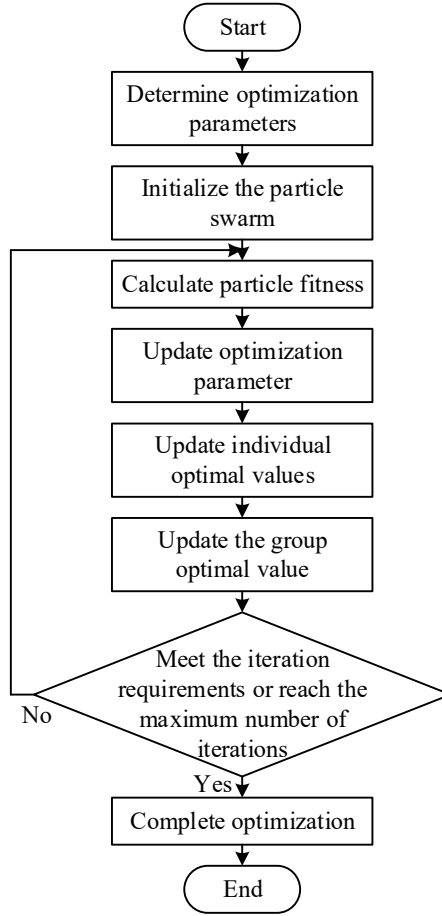 Start
Determine optimization
parameters
Initialize the particle
swarm
Calculate particle fitness
Update optimization
parameter
Update individual
optimal values
Update the group
optimal value
Meet the iteration
requirements or reach the
maximum number of
iterations
No
Yes
Complete optimization
End